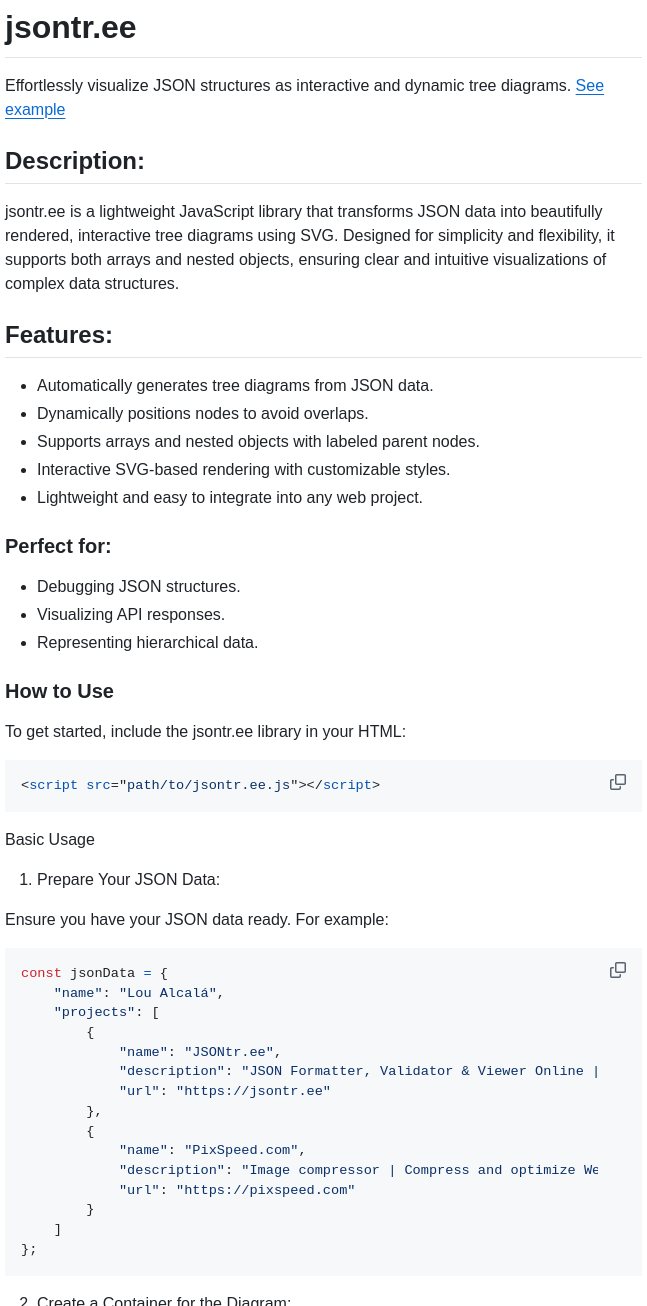 jsontr.ee
Effortlessly visualize JSON structures as interactive and dynamic tree diagrams. See
example
Description:
jsontr.ee is a lightweight JavaScript library that transforms JSON data into beautifully
rendered, interactive tree diagrams using SVG. Designed for simplicity and flexibility, it
supports both arrays and nested objects, ensuring clear and intuitive visualizations of
complex data structures.
Features:
• Automatically generates tree diagrams from JSON data.
• Dynamically positions nodes to avoid overlaps.
• Supports arrays and nested objects with labeled parent nodes.
• Interactive SVG-based rendering with customizable styles.
• Lightweight and easy to integrate into any web project.
Perfect for:
• Debugging JSON structures.
• Visualizing API responses.
• Representing hierarchical data.
How to Use
To get started, include the jsontr.ee library in your HTML:
<script src="path/to/jsontr.ee.js"></script>
Basic Usage
1. Prepare Your JSON Data:
Ensure you have your JSON data ready. For example:
const jsonData = {
    "name": "Lou Alcalá",
    "projects": [
        {
            "name": "JSONtr.ee",
            "description": "JSON Formatter, Validator & Viewer Online |
            "url": "https://jsontr.ee"
        },
        {
            "name": "PixSpeed.com",
            "description": "Image compressor | Compress and optimize We
            "url": "https://pixspeed.com"
        }
    ]
};
2. Create a Container for the Diagram: